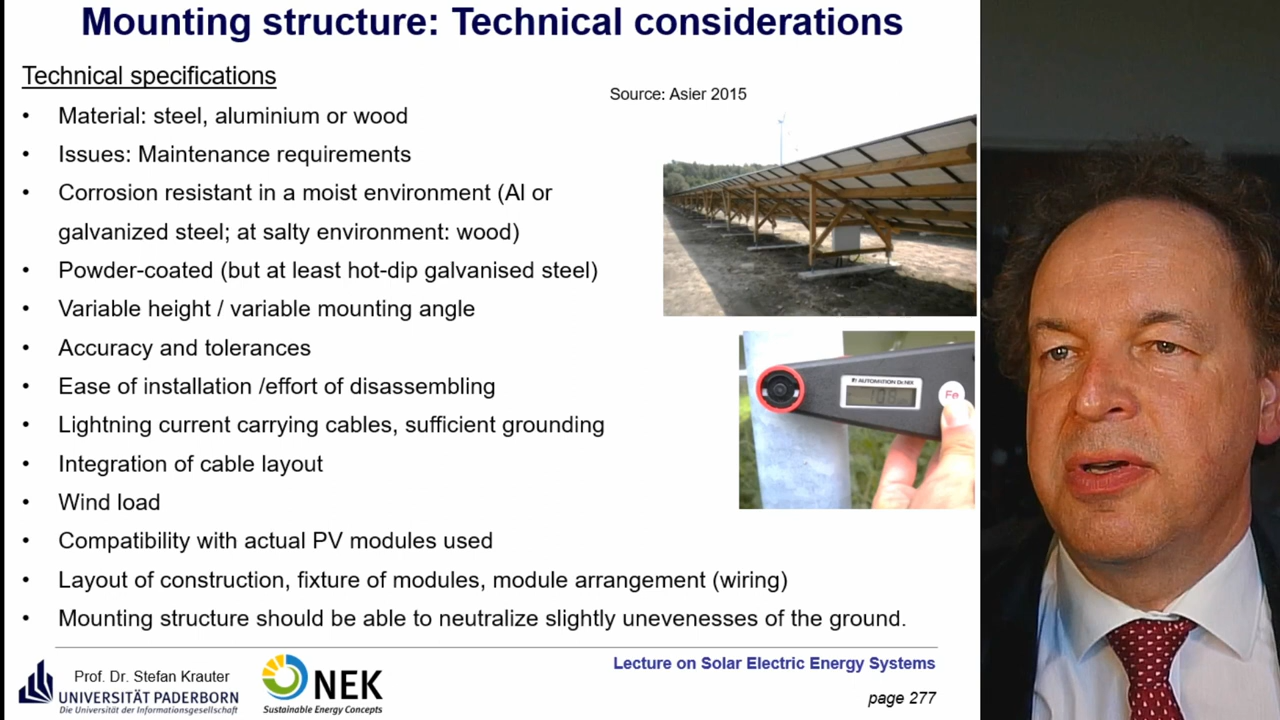 Mounting structure: Technical considerations
Technical specifications
Source: Asier 2015
• Material: steel, aluminium or wood
• Issues: Maintenance requirements
• Corrosion resistant in a moist environment (Al or
galvanized steel; at salty environment: wood)
• Powder-coated (but at least hot-dip galvanised steel)
• Variable height / variable mounting angle
• Accuracy and tolerances
• Ease of installation /effort of disassembling
• Lightning current carrying cables, sufficient grounding
• Integration of cable layout
• Wind load
• Compatibility with actual PV modules used
• Layout of construction, fixture of modules, module arrangement (wiring)
• Mounting structure should be able to neutralize slightly unevenesses of the ground.
AUTOMATION Dr. NIX
Fe
Prof. Dr. Stefan Krauter
UNIVERSITÄT PADERBORN
Die Universität der Informationsgesellschaft
NEK
Sustainable Energy Concepts
Lecture on Solar Electric Energy Systems
page 277